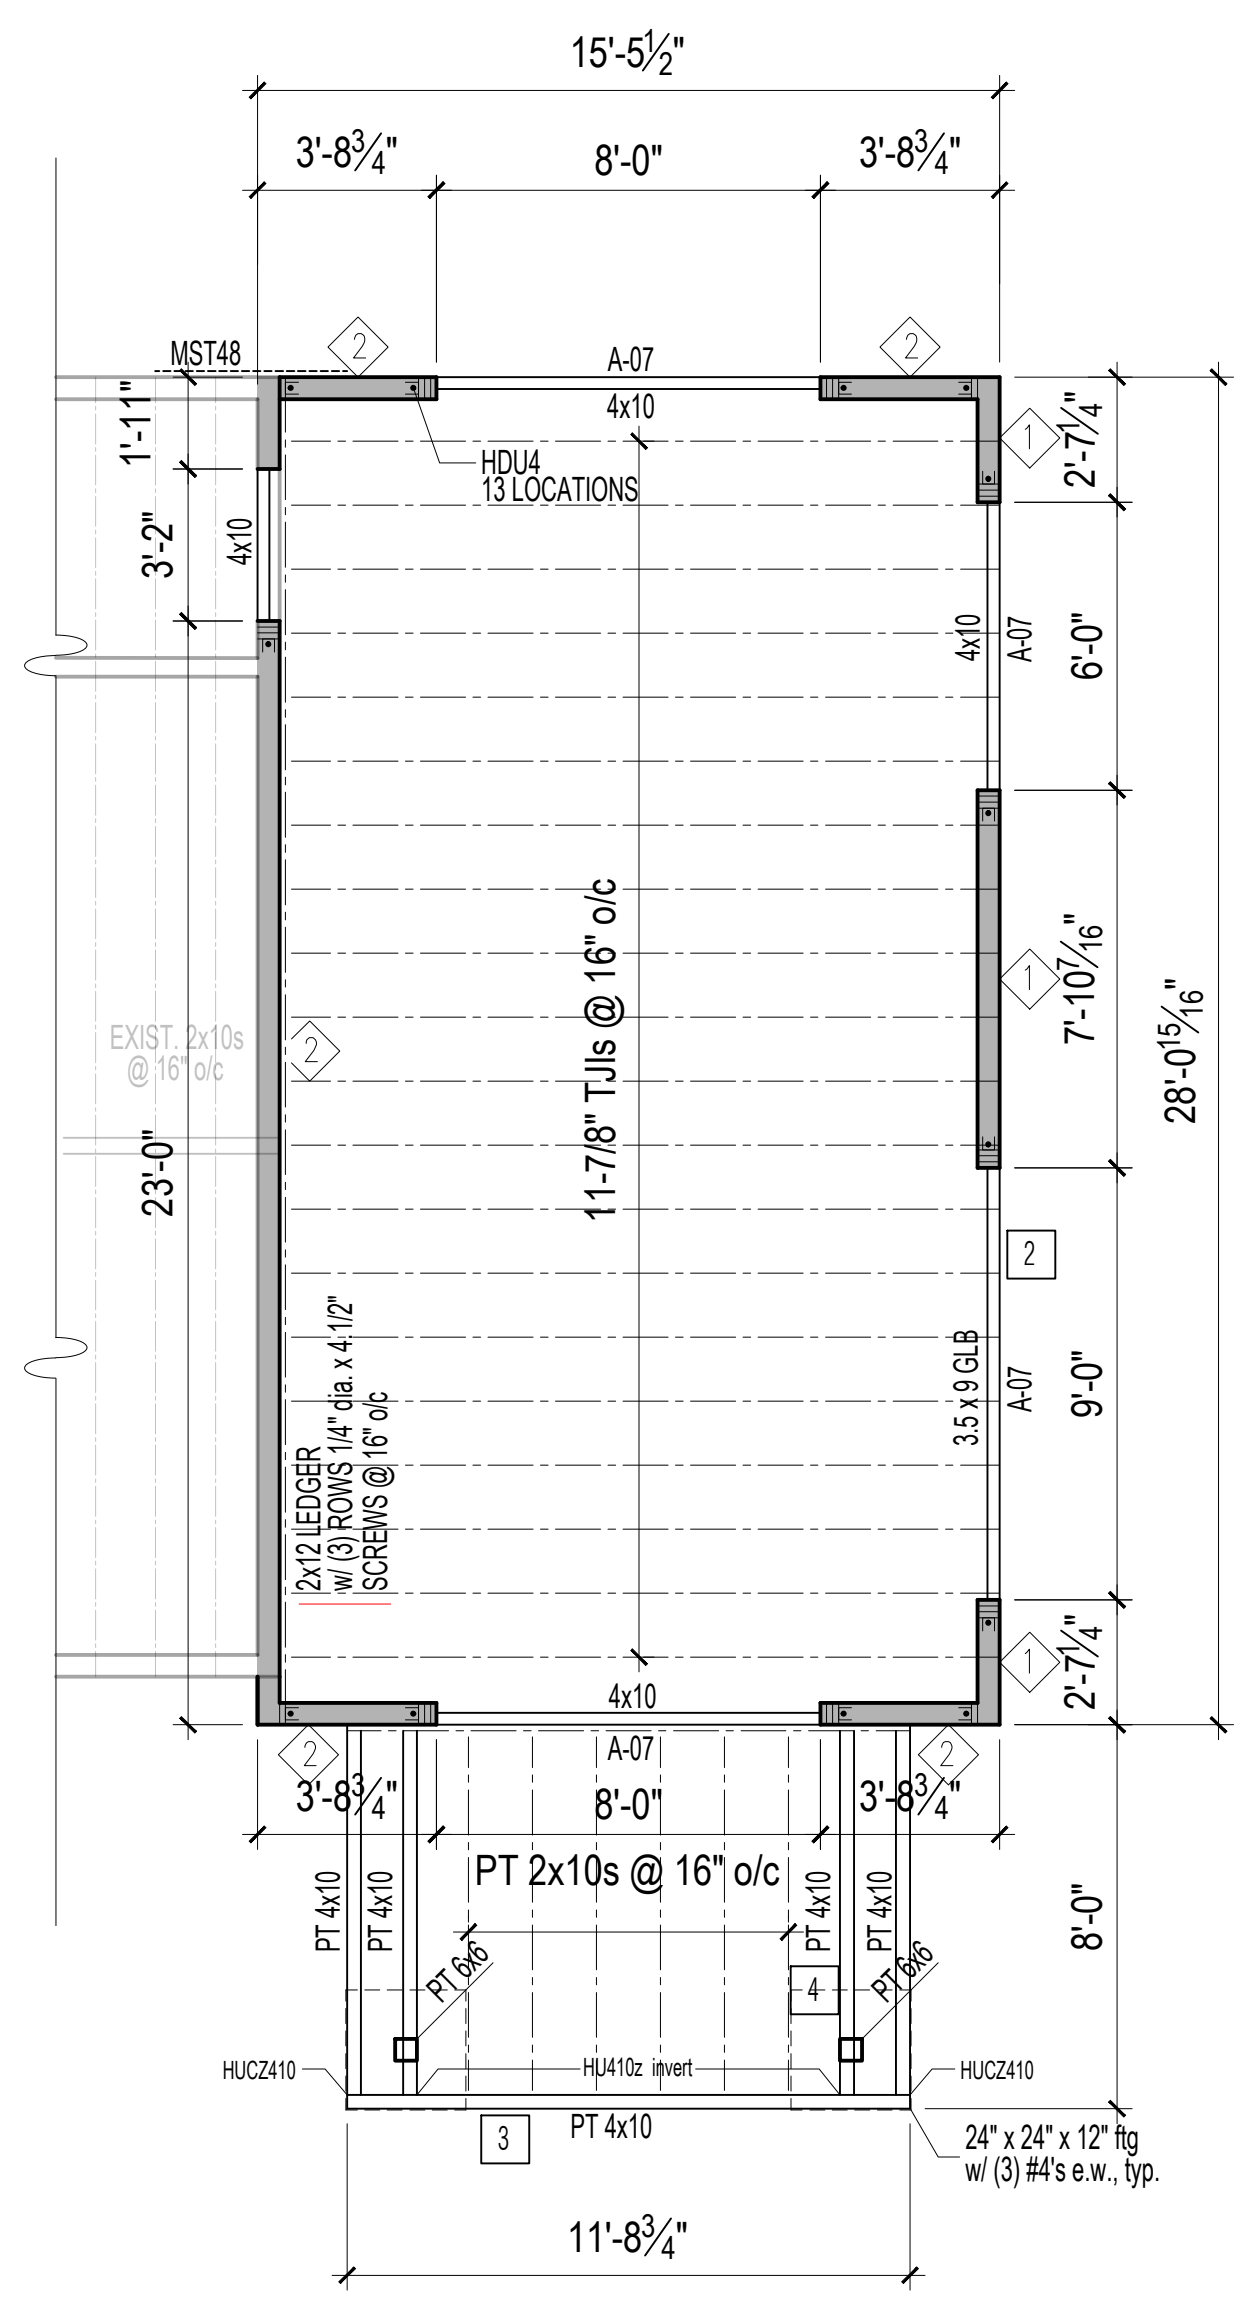 15'-5½"
3'-8¾"
8'-0"
3'-8¾"
MST48
2
A-07
2
4x10
1'-11"
2'-7¼"
1
HDU4
13 LOCATIONS
3'-2"
4x10
4x10
A-07
6'-0"
11-7/8" TJIs @ 16" o/c
7'-10 7/16"
1
28'-0 15/16"
EXIST. 2x10s
@ 16" o/c
2
23'-0"
2
2x12 LEDGER
w/ (3) ROWS 1/4" dia. x 4.1/2"
SCREWS @ 16" o/c
3.5 x 9 GLB
A-07
9'-0"
2'-7¼"
1
4x10
2
A-07
2
3'-8¾"
8'-0"
3'-8¾"
PT 2x10s @ 16" o/c
PT 4x10
PT 4x10
PT 4x10
PT 4x10
8'-0"
PT 6x6
4
PT 6x6
HUCZ410
HU410z invert
HUCZ410
3
PT 4x10
24" x 24" x 12" ftg
w/ (3) #4's e.w., typ.
11'-8¾"